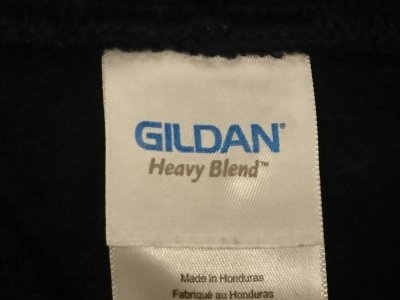 GILDAN®
Heavy Blend™
Made in Honduras
Fabriqué au Honduras